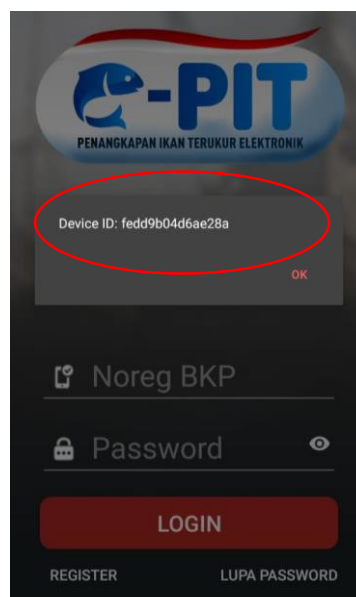 e-PIT
PENANGKAPAN IKAN TERUKUR ELEKTRONIK
Device ID: fedd9b04d6ae28a
OK
Noreg BKP
Password
LOGIN
REGISTER LUPA PASSWORD